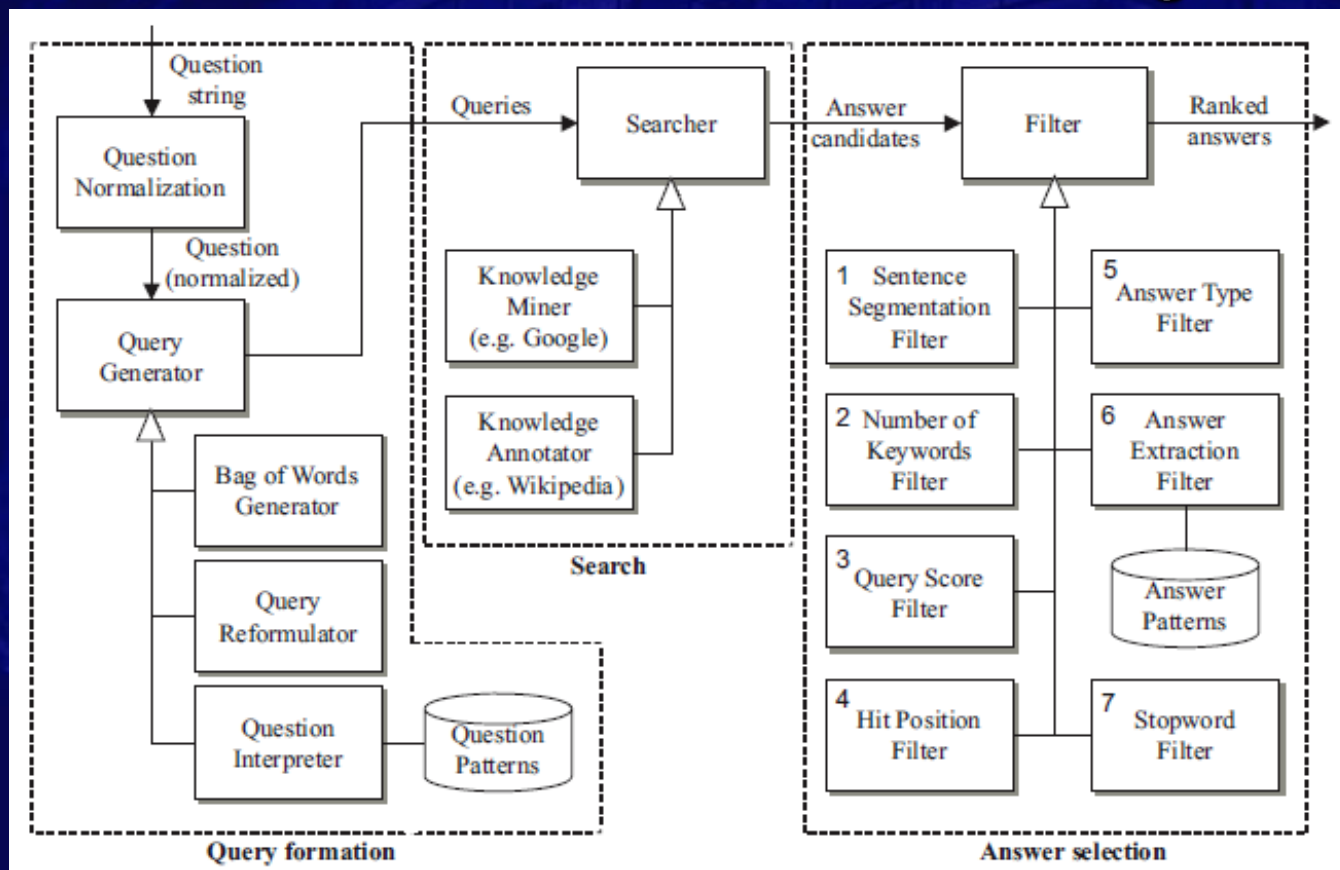 Question
string
Question
Normalization
Question
(normalized)
Query
Generator
Bag of Words
Generator
Query
Reformulator
Question
Interpreter
Question
Patterns
Query formation
Queries
Searcher
Knowledge
Miner
(e.g. Google)
Knowledge
Annotator
(e.g. Wikipedia)
Search
Answer
candidates
Filter
Ranked
answers
1 Sentence
Segmentation
Filter
2 Number of
Keywords
Filter
3
Query Score
Filter
4
Hit Position
Filter
5
Answer Type
Filter
6 Answer
Extraction
Filter
Answer
Patterns
7
Stopword
Filter
Answer selection